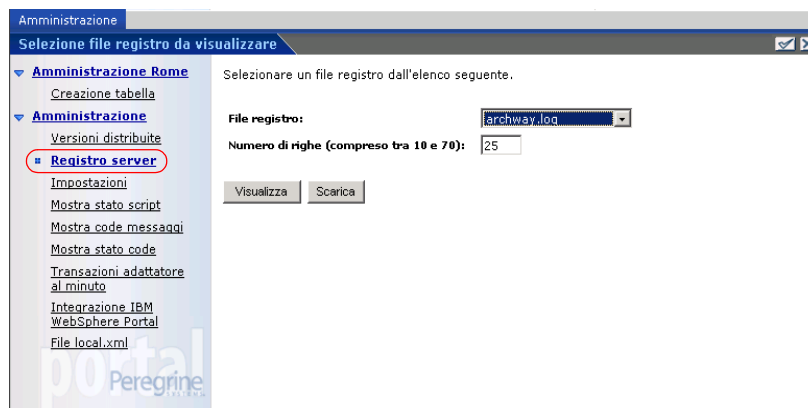 Amministrazione
Selezione file registro da visualizzare
Amministrazione Rome
Creazione tabella
Amministrazione
Versioni distribuite
Registro server
Impostazioni
Mostra stato script
Mostra code messaggi
Mostra stato code
Transazioni adattatore
al minuto
Integrazione IBM
WebSphere Portal
File local.xml
portal
Peregrine
SYSTEMS
Selezionare un file registro dall'elenco seguente.
File registro:
archway.log
Numero di righe (compreso tra 10 e 70):
25
Visualizza
Scarica